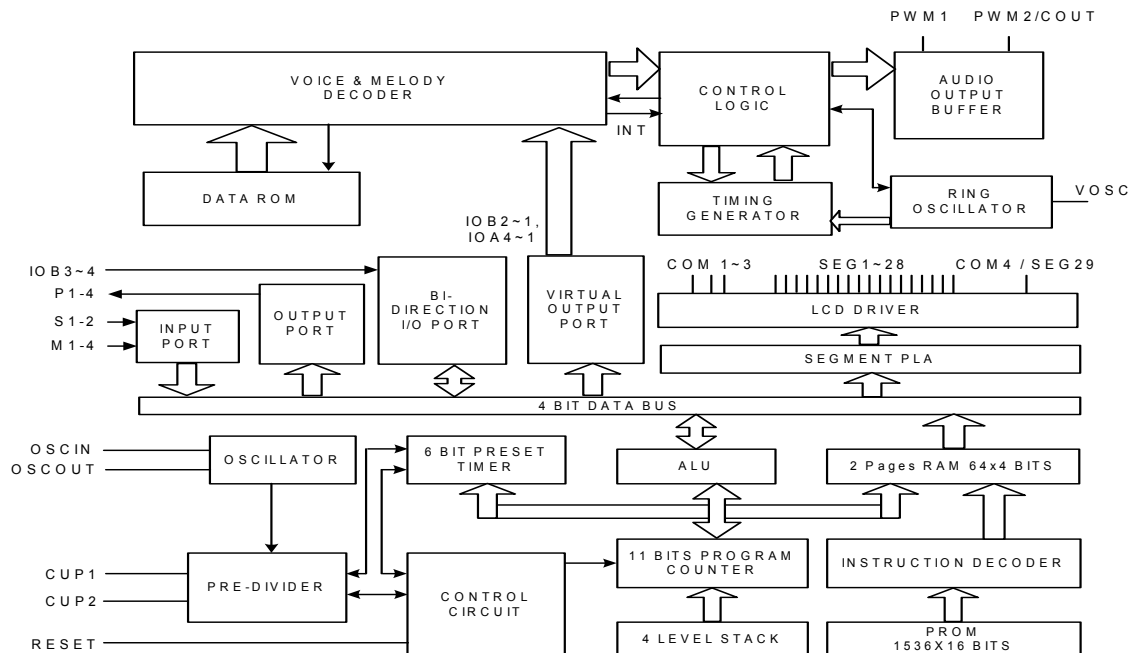 PWM1 PWM2/COUT
VOICE & MELODY
DECODER
CONTROL
LOGIC
AUDIO
OUTPUT
BUFFER
INT
DATA ROM
TIMING
GENERATOR
RING
OSCILLATOR
VOSC
IOB2~1,
IOA4~1
IOB3~4
P1-4
S1-2
M1-4
INPUT
PORT
OUTPUT
PORT
BI-
DIRECTION
I/O PORT
VIRTUAL
OUTPUT
PORT
COM 1~3 SEG1~28 COM4 / SEG29
LCD DRIVER
SEGMENT PLA
4 BIT DATA BUS
OSCIN
OSCOUT
OSCILLATOR
6 BIT PRESET
TIMER
ALU
2 Pages RAM 64x4 BITS
CUP1
CUP2
RESET
PRE-DIVIDER
CONTROL
CIRCUIT
11 BITS PROGRAM
COUNTER
INSTRUCTION DECODER
4 LEVEL STACK
PROM
1536X16 BITS